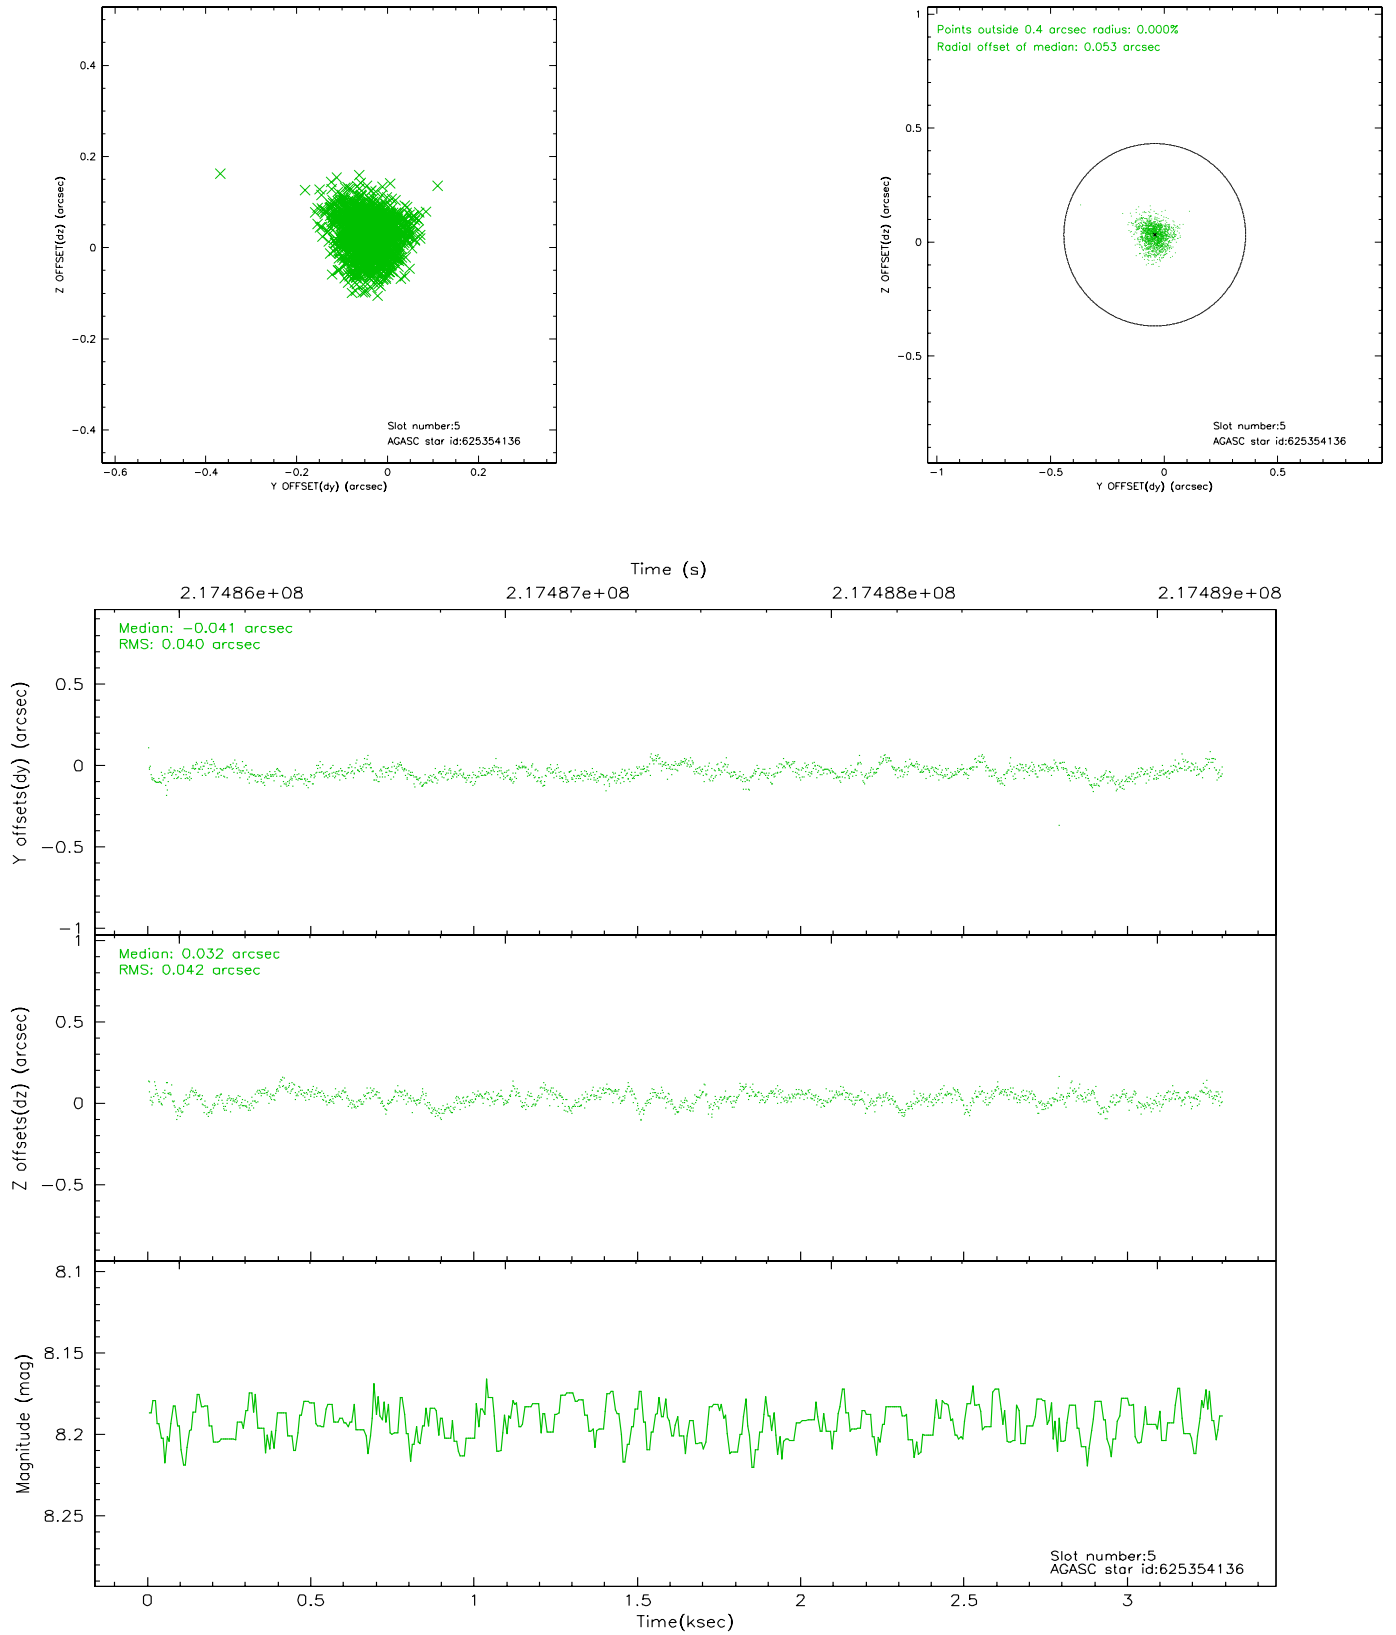 0.4
0.2
0
-0.2
-0.4
Z OFFSET(dz) (arcsec)
Slot number:5
AGASC star id:625354136
-0.6 -0.4 -0.2 0 0.2
Y OFFSET(dy) (arcsec)
Points outside 0.4 arcsec radius: 0.000%
Radial offset of median: 0.053 arcsec
1
0.5
0
-0.5
Z OFFSET(dz) (arcsec)
Slot number:5
AGASC star id:625354136
-1 -0.5 0 0.5
Y OFFSET(dy) (arcsec)
Time (s)
2.17486e+08 2.17487e+08 2.17488e+08 2.17489e+08
Median: -0.041 arcsec
RMS: 0.040 arcsec
0.5
0
-0.5
-1
Y offsets(dy) (arcsec)
Median: 0.032 arcsec
RMS: 0.042 arcsec
1
0.5
0
-0.5
Z offsets(dz) (arcsec)
8.1
8.15
8.2
8.25
Magnitude (mag)
Slot number:5
AGASC star id:625354136
0 0.5 1 1.5 2 2.5 3
Time(ksec)